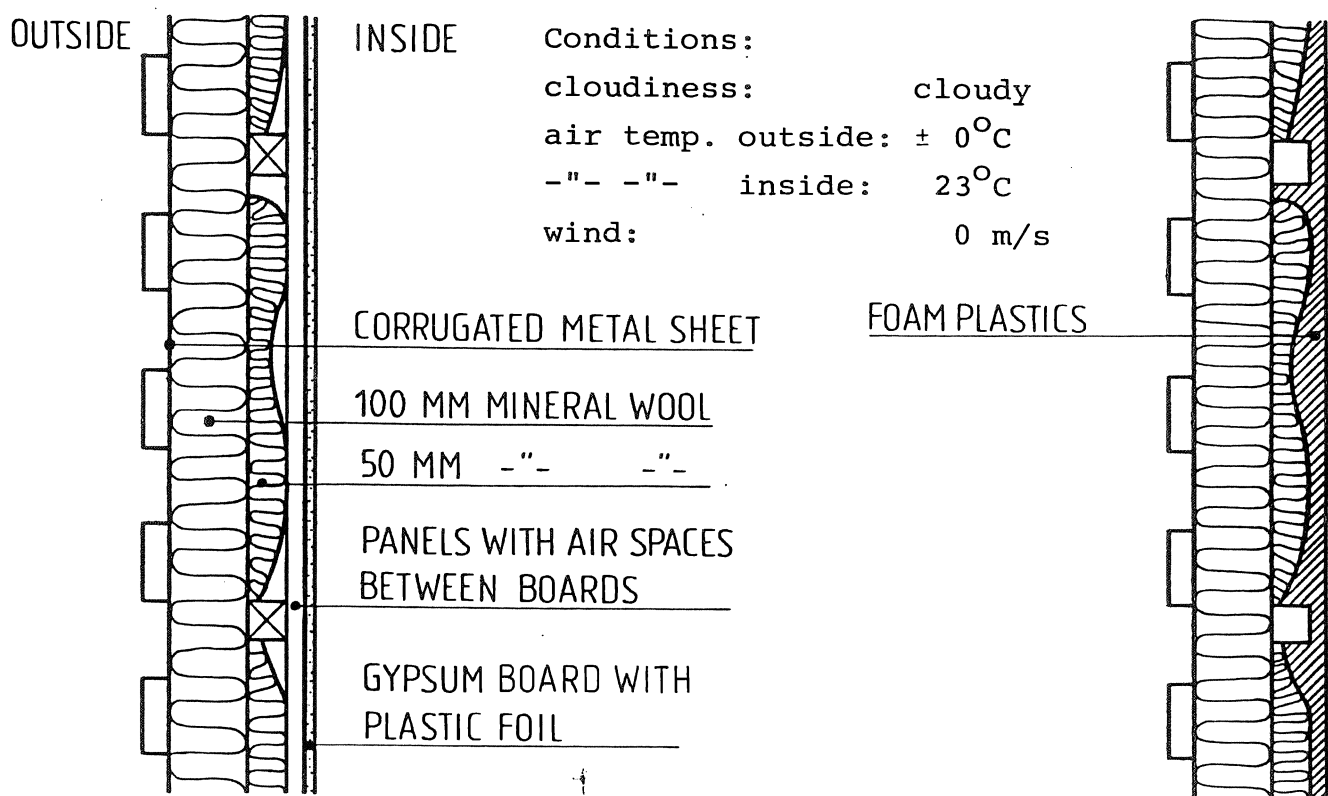 OUTSIDE
INSIDE
Conditions:
cloudiness: cloudy
air temp. outside: ± 0°C
-"- -"- inside: 23°C
wind: 0 m/s
CORRUGATED METAL SHEET
FOAM PLASTICS
100 MM MINERAL WOOL
50 MM -"- -"-
PANELS WITH AIR SPACES
BETWEEN BOARDS
GYPSUM BOARD WITH
PLASTIC FOIL